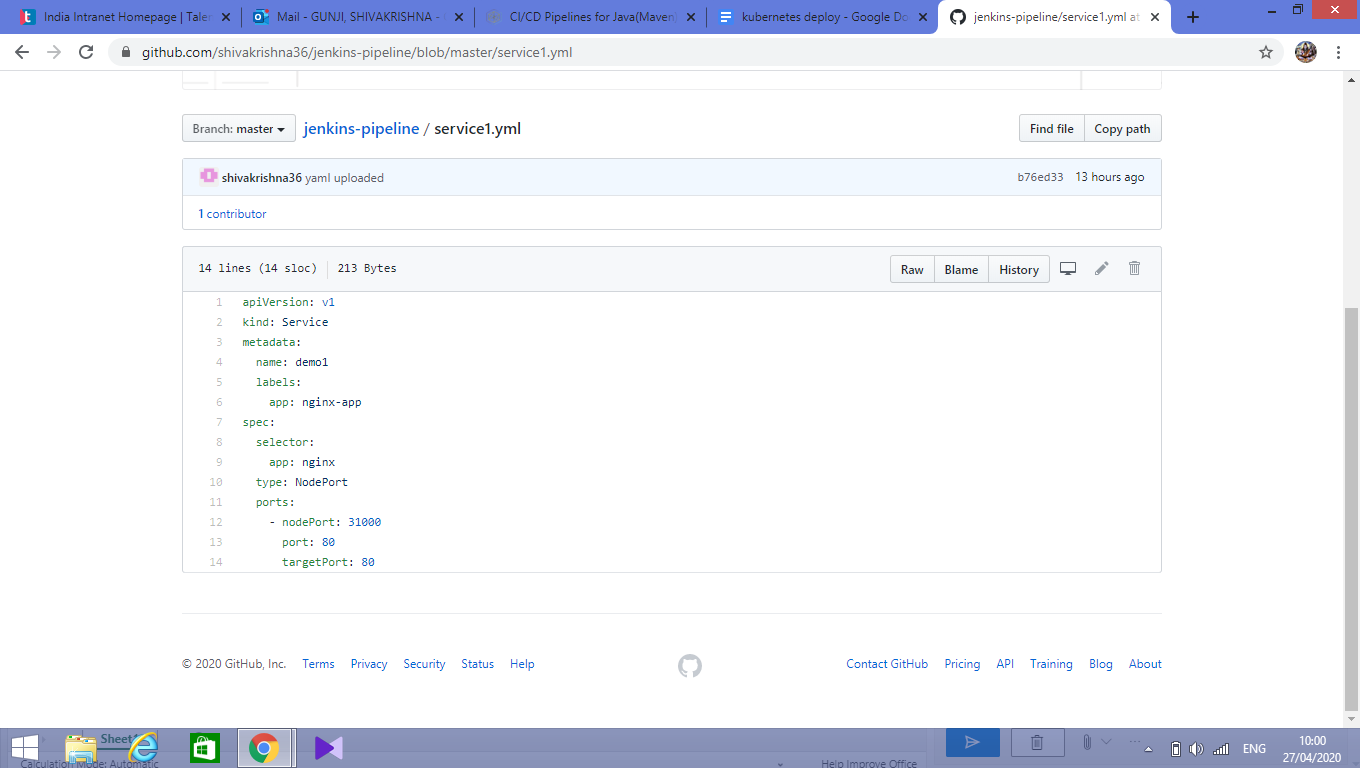 India Intranet Homepage | Talen
Mail - GUNJI, SHIVAKRISHNA -
CI/CD Pipelines for Java(Maven)
kubernetes deploy - Google Do
jenkins-pipeline/service1.yml at
github.com/shivakrishna36/jenkins-pipeline/blob/master/service1.yml
Branch: master
jenkins-pipeline / service1.yml
Find file
Copy path
shivakrishna36 yaml uploaded
b76ed33 13 hours ago
1 contributor
14 lines (14 sloc) 213 Bytes
Raw Blame History
1 apiVersion: v1
2 kind: Service
3 metadata:
4 name: demo1
5 labels:
6 app: nginx-app
7 spec:
8 selector:
9 app: nginx
10 type: NodePort
11 ports:
12 - nodePort: 31000
13 port: 80
14 targetPort: 80
© 2020 GitHub, Inc. Terms Privacy Security Status Help
Contact GitHub Pricing API Training Blog About
Sheet
Calculation Mode: Automatic
Help Improve Office
ENG
10:00
27/04/2020